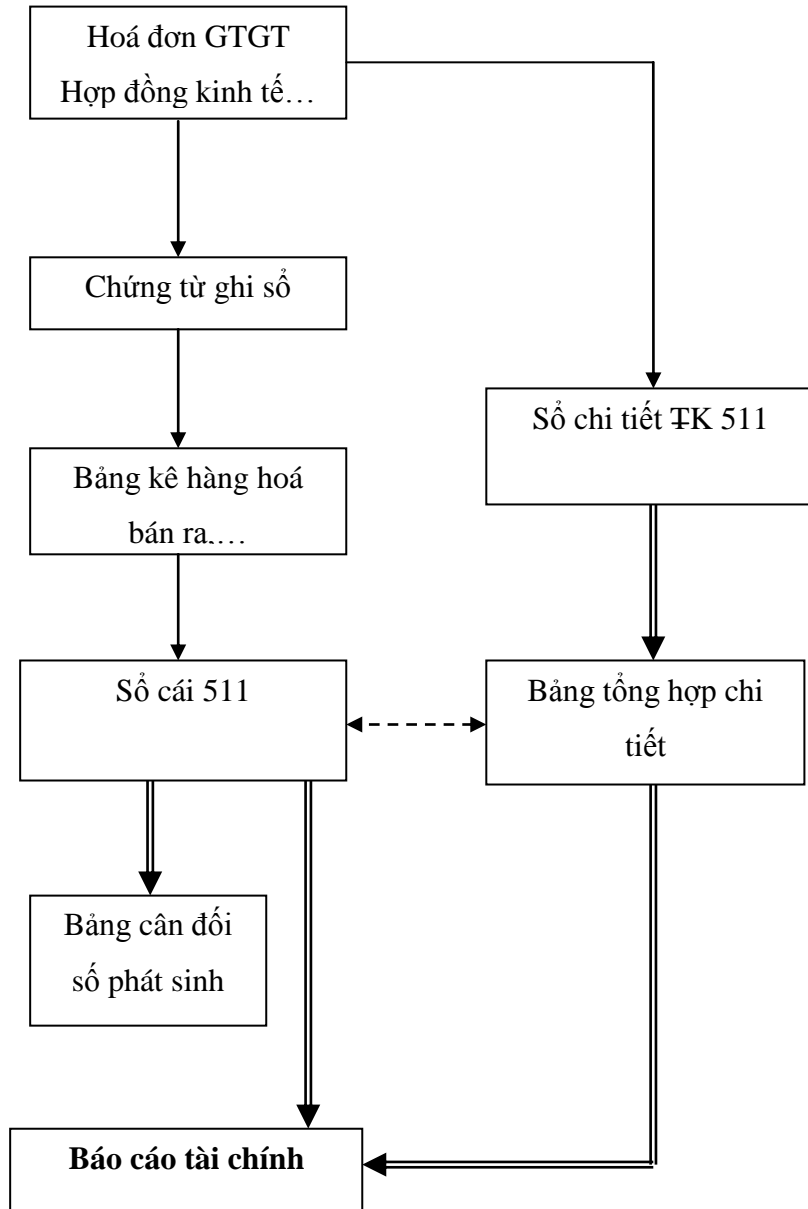 Hoá đơn GTGT
Hợp đồng kinh tế…
Chứng từ ghi sổ
Sổ chi tiết TK 511
Bảng kê hàng hoá
bán ra,…
Sổ cái 511
Bảng tổng hợp chi
tiết
Bảng cân đối
số phát sinh
Báo cáo tài chính